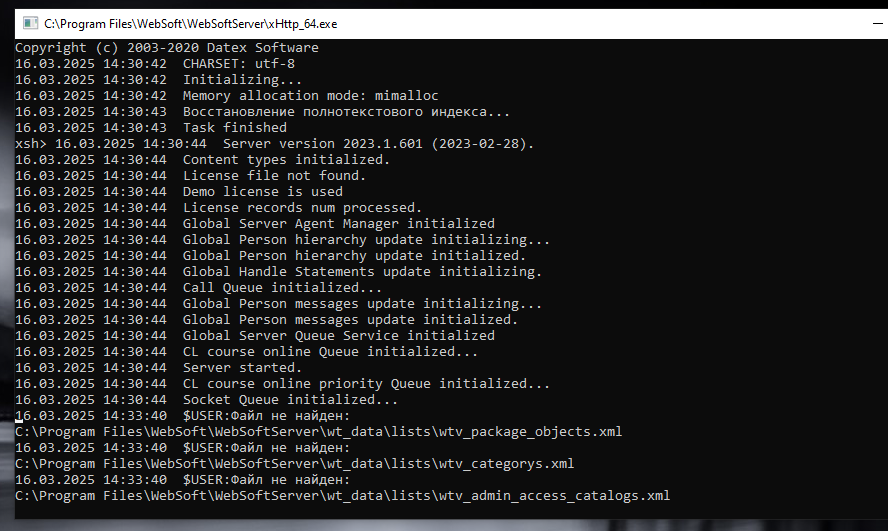 C:\Program Files\WebSoft\WebSoftServer\xHttp_64.exe
Copyright (c) 2003-2020 Datex Software
16.03.2025 14:30:42  CHARSET: utf-8
16.03.2025 14:30:42  Initializing...
16.03.2025 14:30:42  Memory allocation mode: mimalloc
16.03.2025 14:30:43  Восстановление полнотекстового индекса...
16.03.2025 14:30:43  Task finished
xsh> 16.03.2025 14:30:44  Server version 2023.1.601 (2023-02-28).
16.03.2025 14:30:44  Content types initialized.
16.03.2025 14:30:44  License file not found.
16.03.2025 14:30:44  Demo license is used
16.03.2025 14:30:44  License records num processed.
16.03.2025 14:30:44  Global Server Agent Manager initialized
16.03.2025 14:30:44  Global Person hierarchy update initializing...
16.03.2025 14:30:44  Global Person hierarchy update initialized.
16.03.2025 14:30:44  Global Handle Statements update initializing.
16.03.2025 14:30:44  Call Queue initialized...
16.03.2025 14:30:44  Global Person messages update initializing...
16.03.2025 14:30:44  Global Person messages update initialized.
16.03.2025 14:30:44  Global Server Queue Service initialized
16.03.2025 14:30:44  CL course online Queue initialized...
16.03.2025 14:30:44  Server started.
16.03.2025 14:30:44  CL course online priority Queue initialized...
16.03.2025 14:30:44  Socket Queue initialized...
16.03.2025 14:33:40  $USER:Файл не найден:
C:\Program Files\WebSoft\WebSoftServer\wt_data\lists\wtv_package_objects.xml
16.03.2025 14:33:40  $USER:Файл не найден:
C:\Program Files\WebSoft\WebSoftServer\wt_data\lists\wtv_categorys.xml
16.03.2025 14:33:40  $USER:Файл не найден:
C:\Program Files\WebSoft\WebSoftServer\wt_data\lists\wtv_admin_access_catalogs.xml